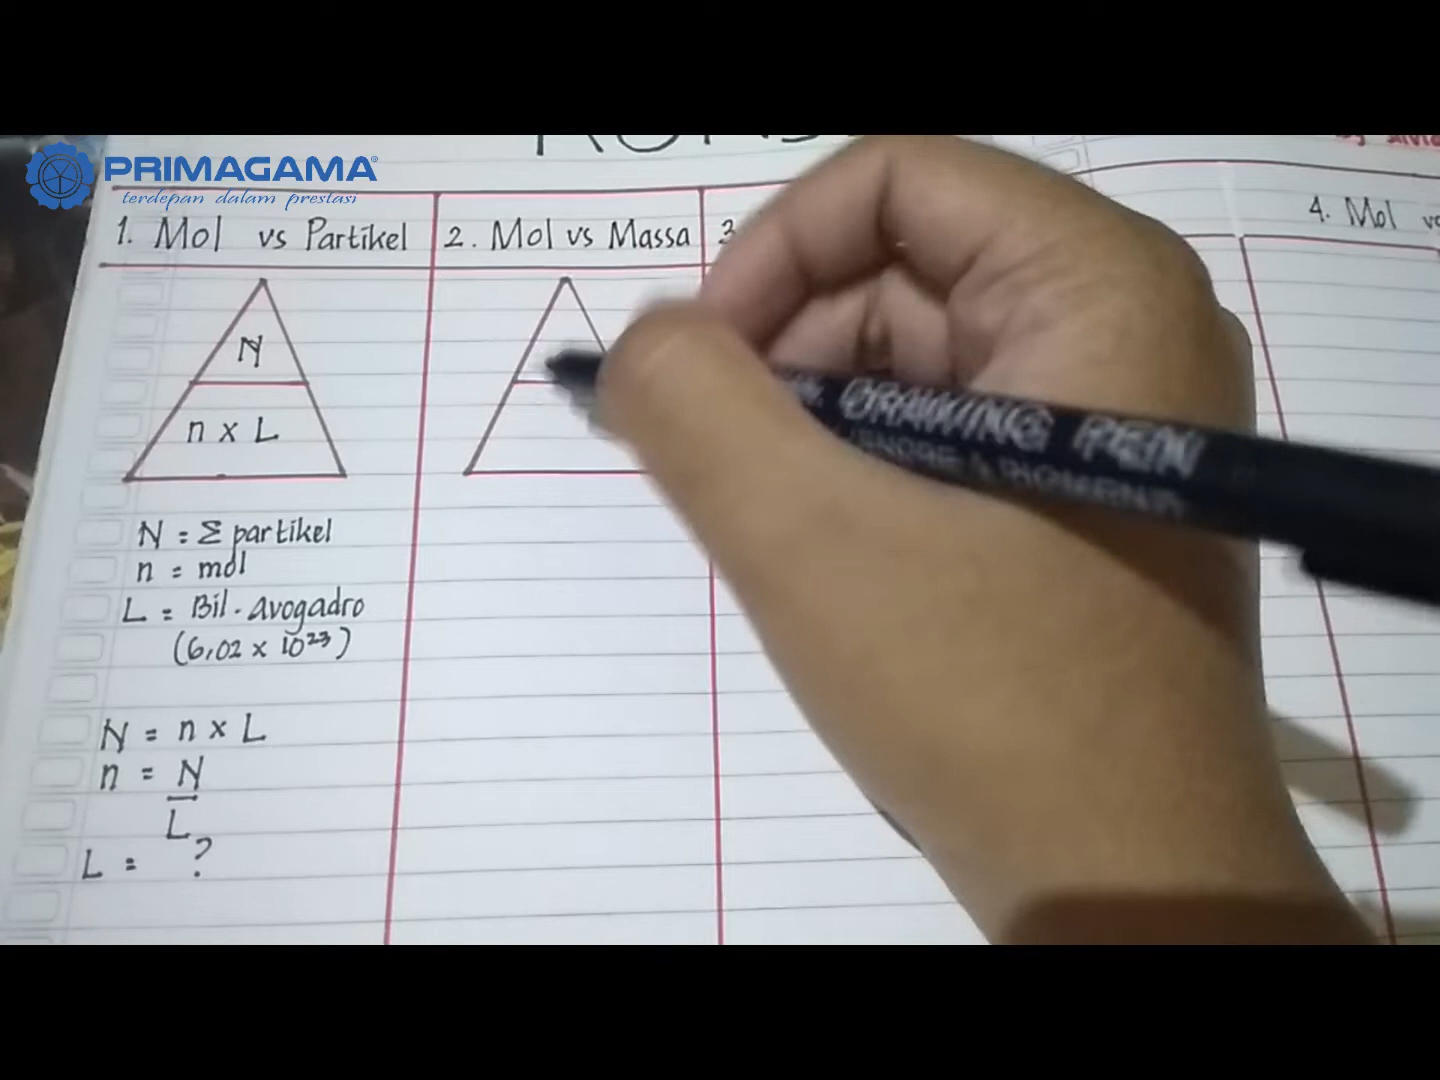 PRIMAGAMA®
terdepan dalam prestasi
1. Mol vs Partikel
2. Mol vs Massa
3
4. Mol
N
n x L
N = Σ partikel
n = mol
L = Bil. Avogadro
(6,02 x 10²³)
N = n x L
n = N
L
L = ?
DRAWING PEN